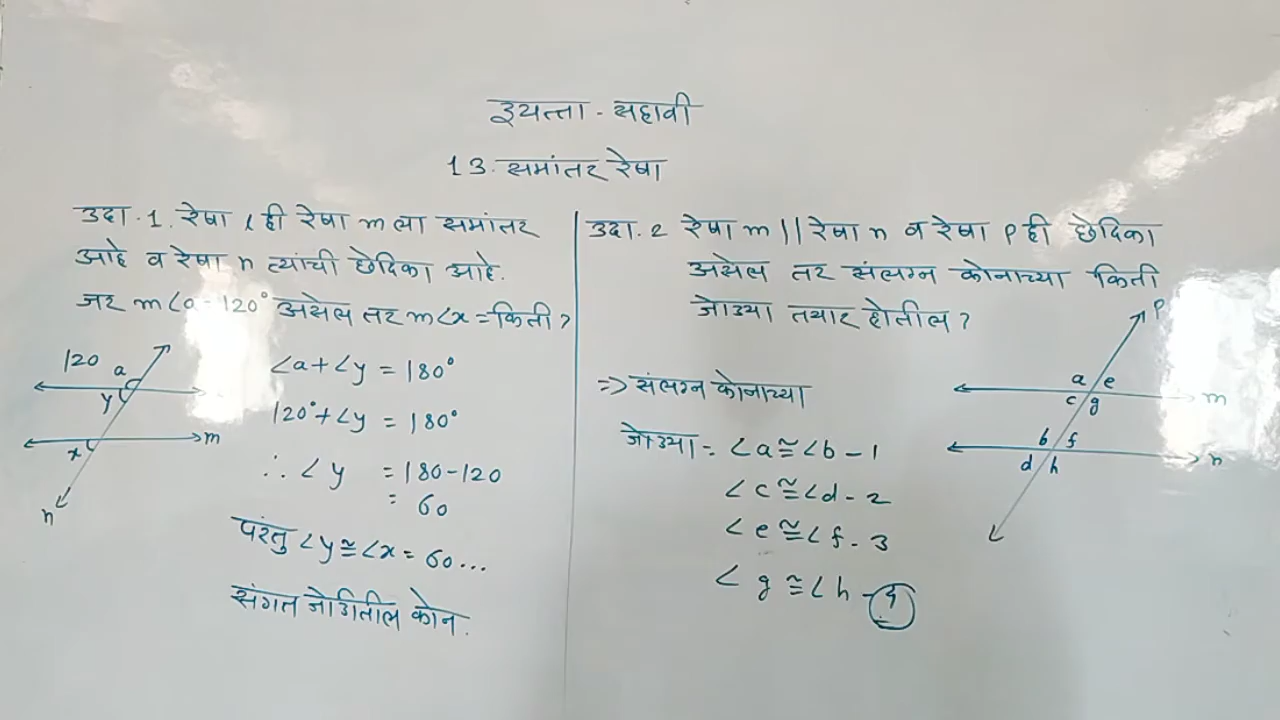 इयत्ता - सहावी
13. समांतर रेषा
उदा. 1. रेषा l ही रेषा m ला समांतर
आहे व रेषा n त्यांची छेदिका आहे.
जर m∠a - 120° असेल तर m∠x = किती ?
120 a
y
x m
n
∠a + ∠y = 180°
120° + ∠y = 180°
∴ ∠y = 180 - 120
= 60
परंतु ∠y ≅ ∠x = 60...
संगत जोडीतील कोन.
उदा. 2 रेषा m || रेषा n व रेषा p ही छेदिका
असेल तर संलग्न कोनाच्या किती
जोड्या तयार होतील ?
=> संलग्न कोनाच्या
जोड्या = ∠a ≅ ∠b - 1
∠c ≅ ∠d - 2
∠e ≅ ∠f - 3
∠g ≅ ∠h - 4
p
a e
c g m
b f
d h n